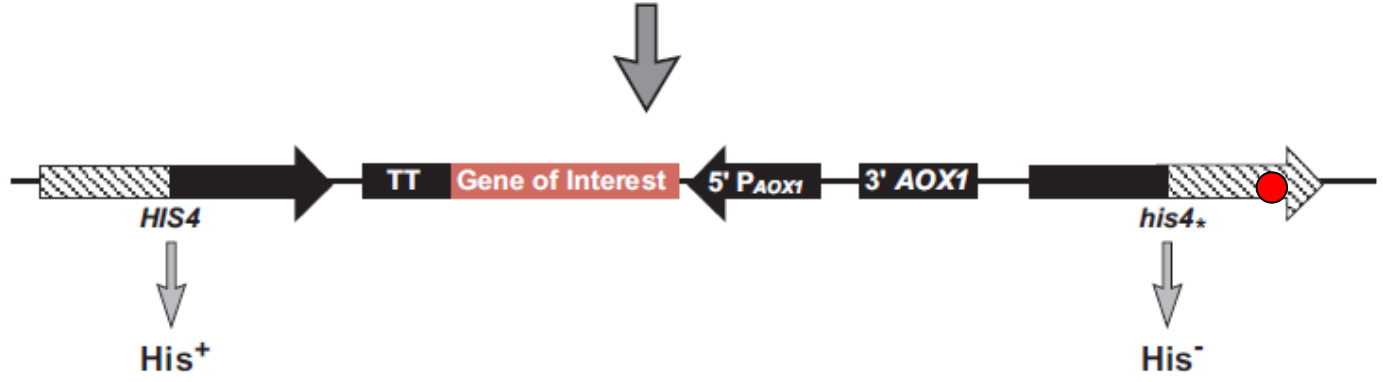 TT Gene of Interest 5' PAOX1 3' AOX1
HIS4 his4*
His+ His-